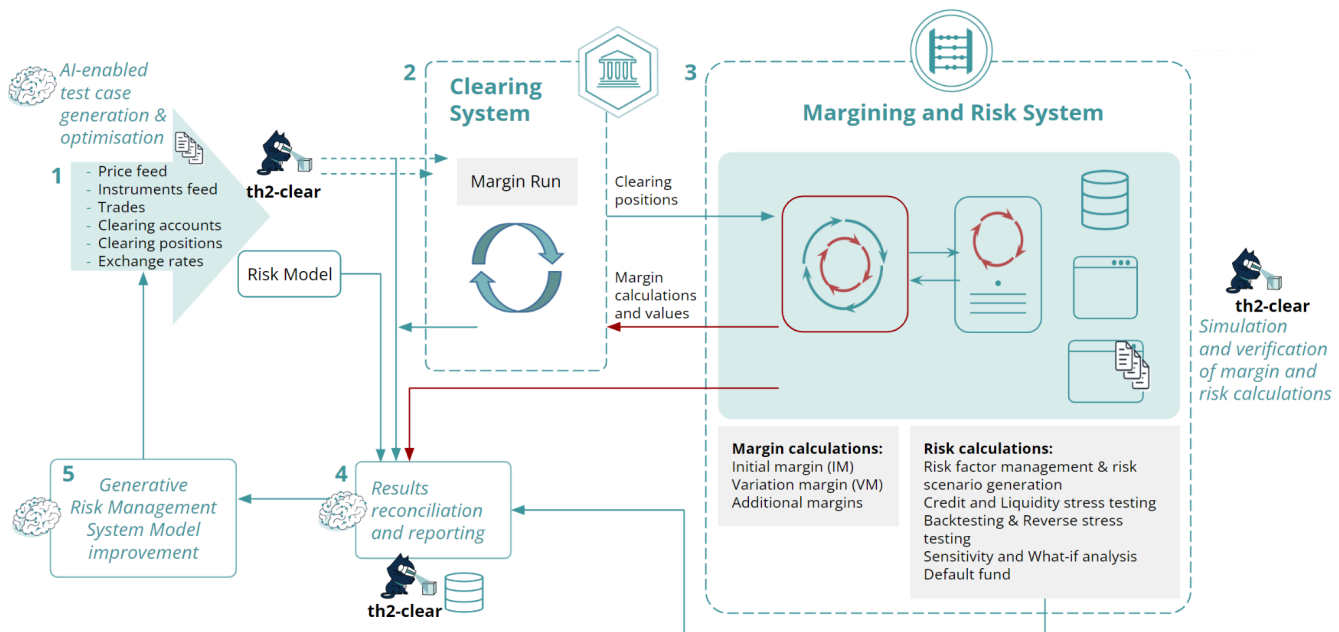 AI-enabled
test case
generation &
optimisation
1
- Price feed
- Instruments feed
- Trades
- Clearing accounts
- Clearing positions
- Exchange rates
th2-clear
Risk Model
2
Clearing
System
Margin Run
Clearing
positions
Margin
calculations
and values
3
Margining and Risk System
th2-clear
Simulation
and verification
of margin and
risk calculations
Margin calculations:
Initial margin (IM)
Variation margin (VM)
Additional margins
Risk calculations:
Risk factor management & risk
scenario generation
Credit and Liquidity stress testing
Backtesting & Reverse stress
testing
Sensitivity and What-if analysis
Default fund
4
Results
reconciliation
and reporting
th2-clear
5
Generative
Risk Management
System Model
improvement